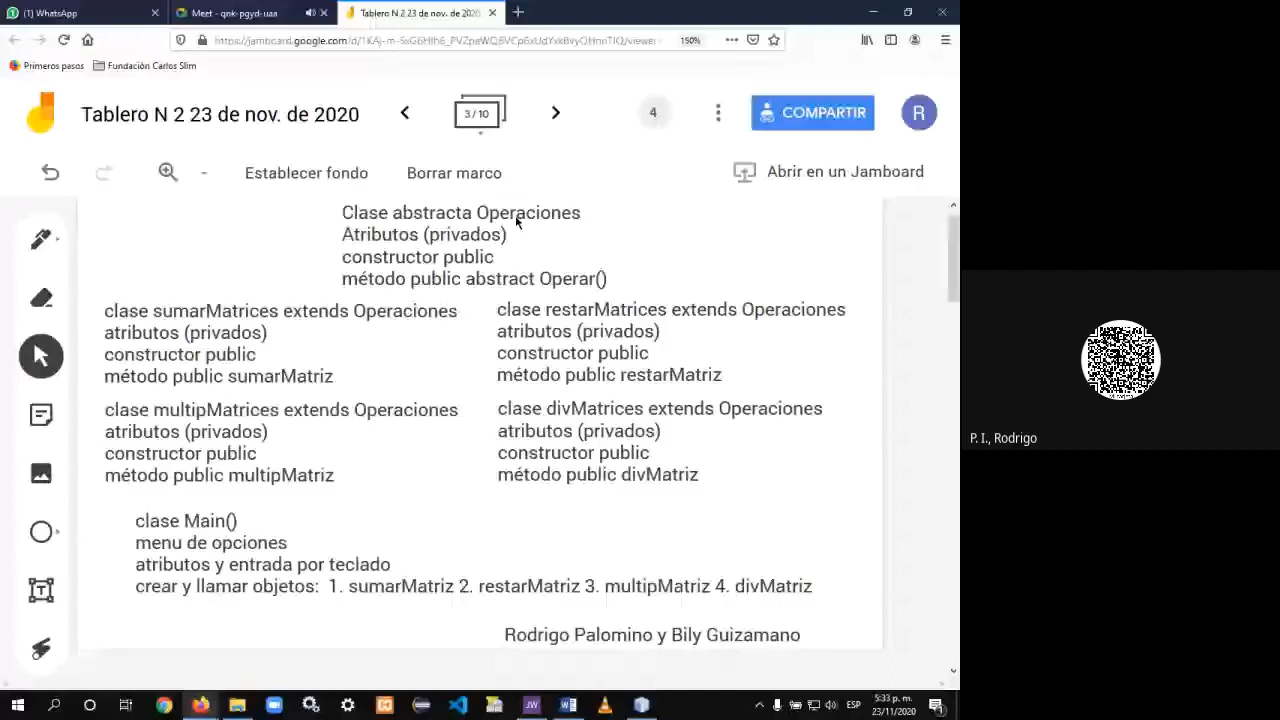 (1) WhatsApp
Meet - qnk-pgyd-uaa
Tablero N 2 23 de nov. de 202
Primeros pasos
Fundación Carlos Slim
150%
Tablero N 2 23 de nov. de 2020
3 / 10
4
COMPARTIR
R
Establecer fondo
Borrar marco
Abrir en un Jamboard
Clase abstracta Operaciones
Atributos (privados)
constructor public
método public abstract Operar()
clase sumarMatrices extends Operaciones
atributos (privados)
constructor public
método public sumarMatriz
clase restarMatrices extends Operaciones
atributos (privados)
constructor public
método public restarMatriz
clase multipMatrices extends Operaciones
atributos (privados)
constructor public
método public multipMatriz
clase divMatrices extends Operaciones
atributos (privados)
constructor public
método public divMatriz
clase Main()
menu de opciones
atributos y entrada por teclado
crear y llamar objetos: 1. sumarMatriz 2. restarMatriz 3. multipMatriz 4. divMatriz
Rodrigo Palomino y Bily Guizamano
P. I., Rodrigo
JW
ESP
5:33 p. m.
23/11/2020